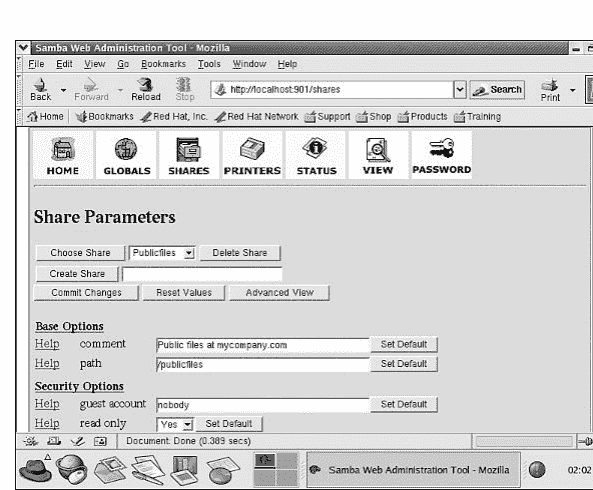 Samba Web Administration Tool - Mozilla
File Edit View Go Bookmarks Tools Window Help
Back Forward Reload Stop http://localhost:901/shares Search Print
Home Bookmarks Red Hat, Inc. Red Hat Network Support Shop Products Training
HOME GLOBALS SHARES PRINTERS STATUS VIEW PASSWORD
Share Parameters
Choose Share Publicfiles Delete Share
Create Share
Commit Changes Reset Values Advanced View
Base Options
Help comment Public files at mycompany.com Set Default
Help path /publicfiles Set Default
Security Options
Help guest account nobody Set Default
Help read only Yes Set Default
Document: Done (0.389 secs)
Samba Web Administration Tool - Mozilla 02:02